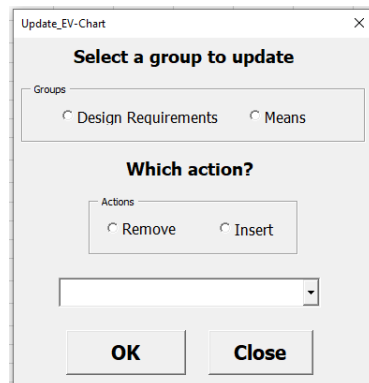 Update_EV-Chart
Select a group to update
Groups
Design Requirements Means
Which action?
Actions
Remove Insert
OK Close